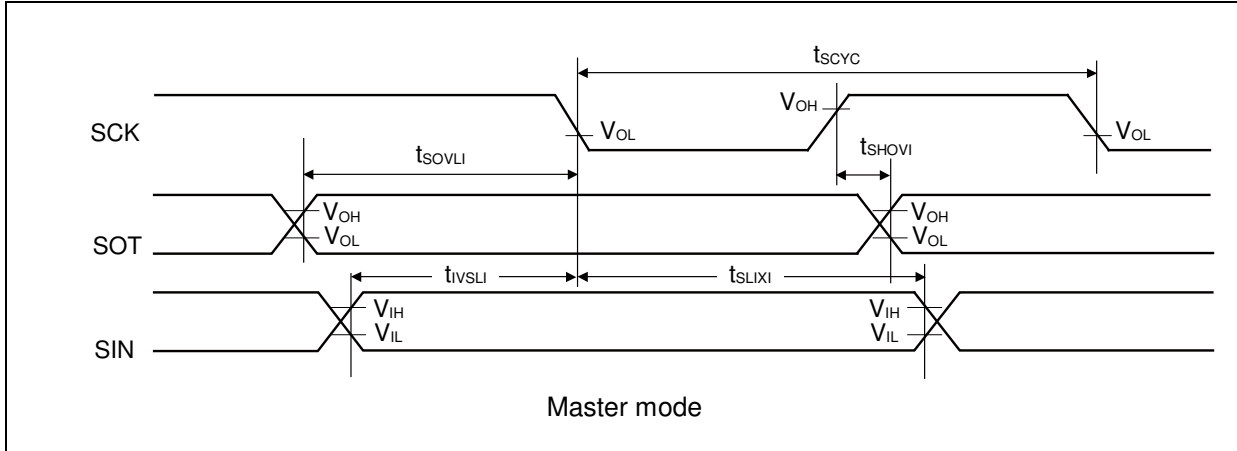 tSCYC
SCK
VOH
VOL
VOL
tSOVLI
tSHOVI
SOT
VOH
VOL
VOH
VOL
tIVSLI
tSLIXI
SIN
VIH
VIL
VIH
VIL
Master mode